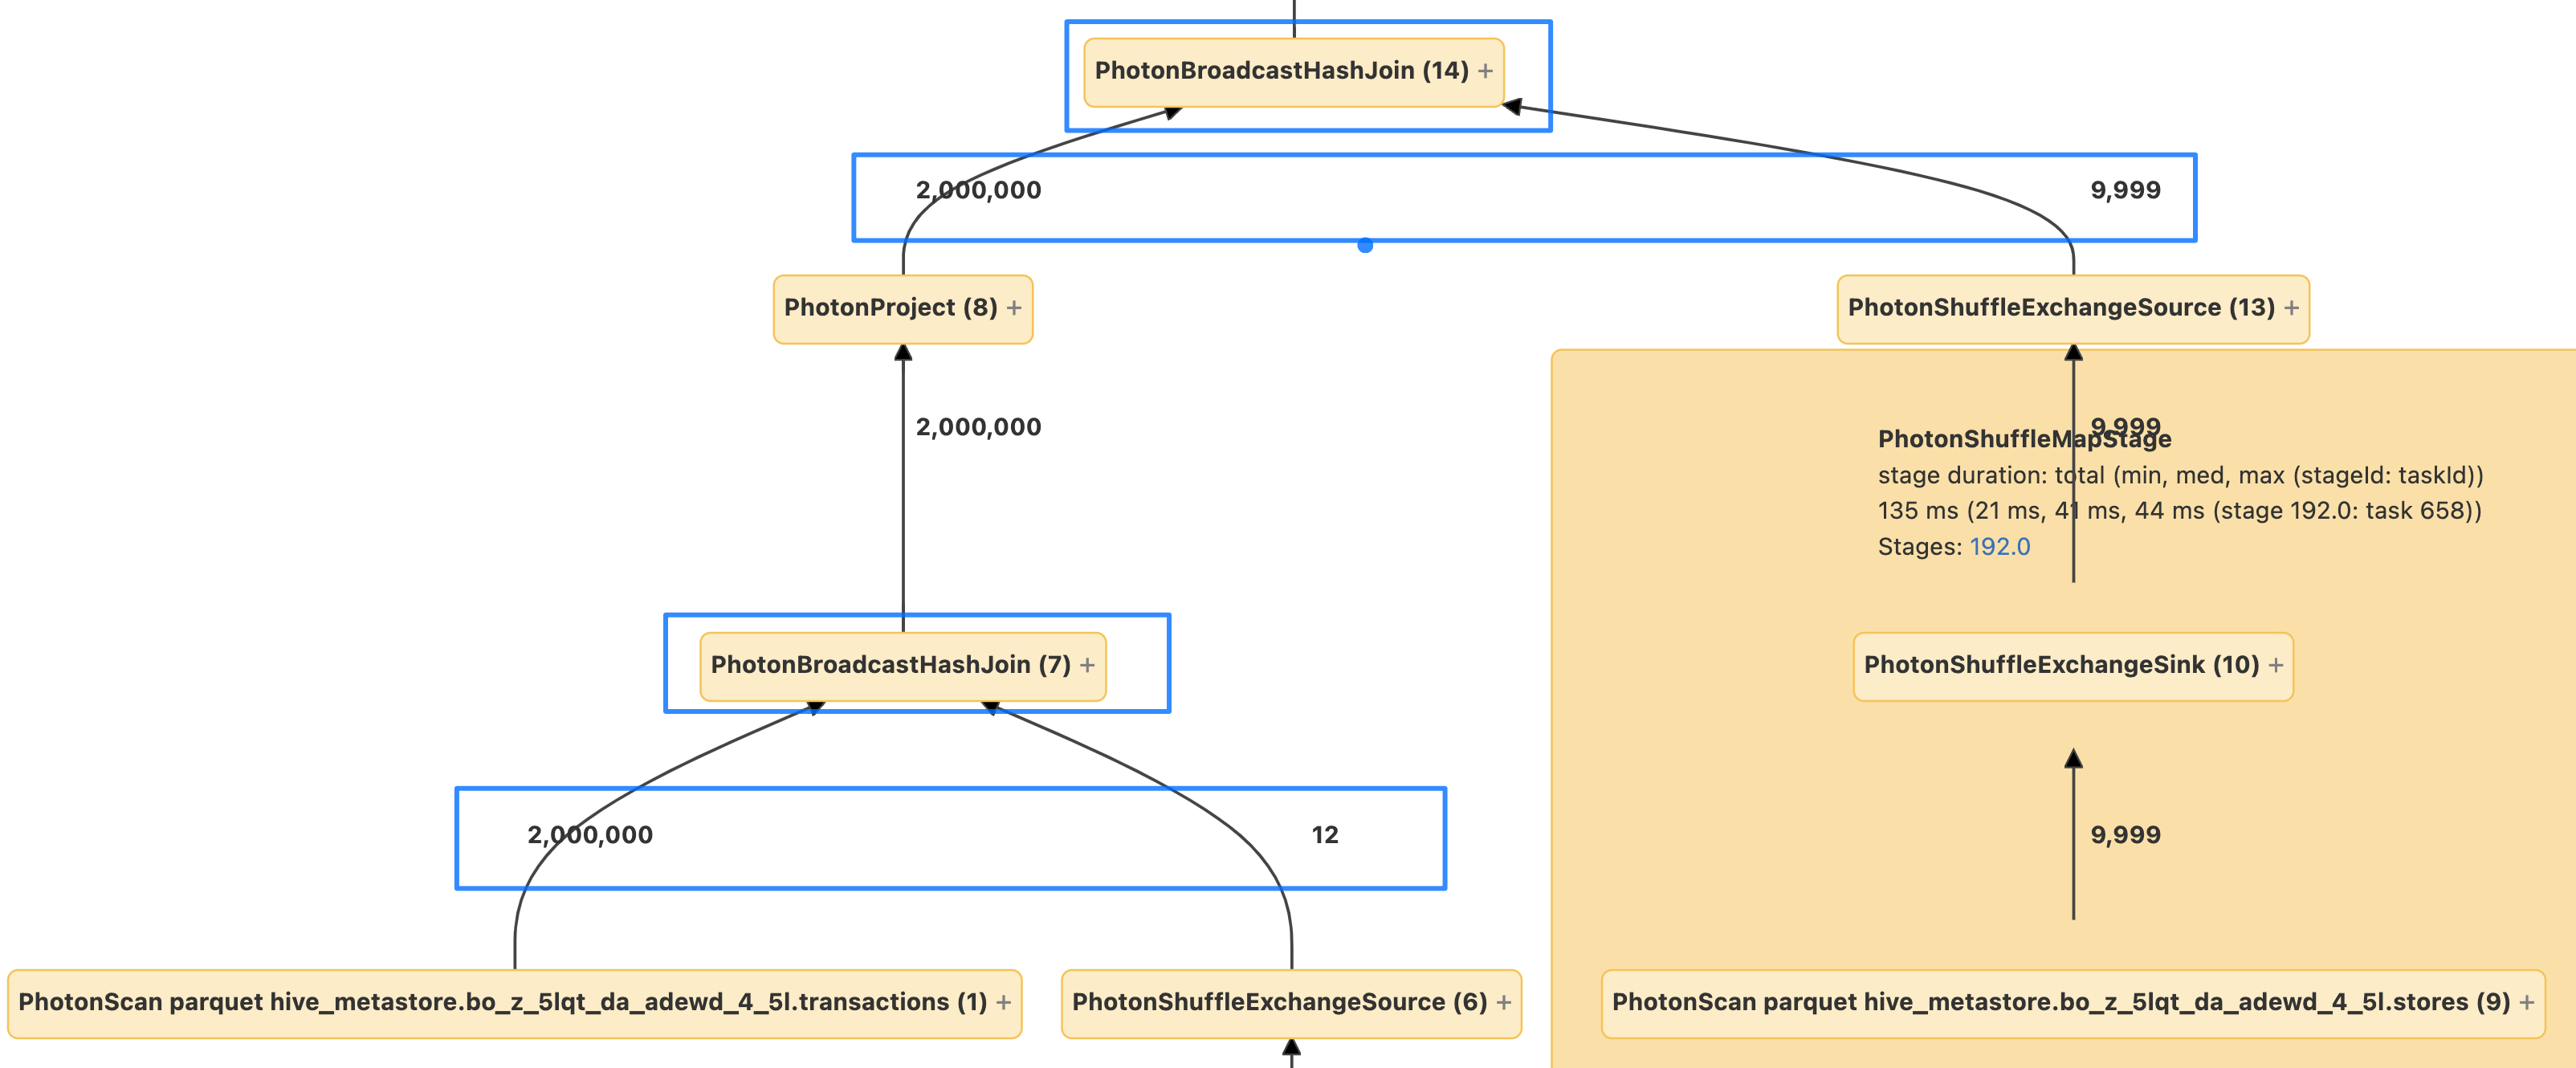 PhotonBroadcastHashJoin (14) +
2,000,000
9,999
PhotonProject (8) +
PhotonShuffleExchangeSource (13) +
2,000,000
9,999
PhotonShuffleMapStage
stage duration: total (min, med, max (stageId: taskId))
135 ms (21 ms, 41 ms, 44 ms (stage 192.0: task 658))
Stages: 192.0
PhotonBroadcastHashJoin (7) +
PhotonShuffleExchangeSink (10) +
2,000,000
12
9,999
PhotonScan parquet hive_metastore.bo_z_5lqt_da_adewd_4_5l.transactions (1) +
PhotonShuffleExchangeSource (6) +
PhotonScan parquet hive_metastore.bo_z_5lqt_da_adewd_4_5l.stores (9) +